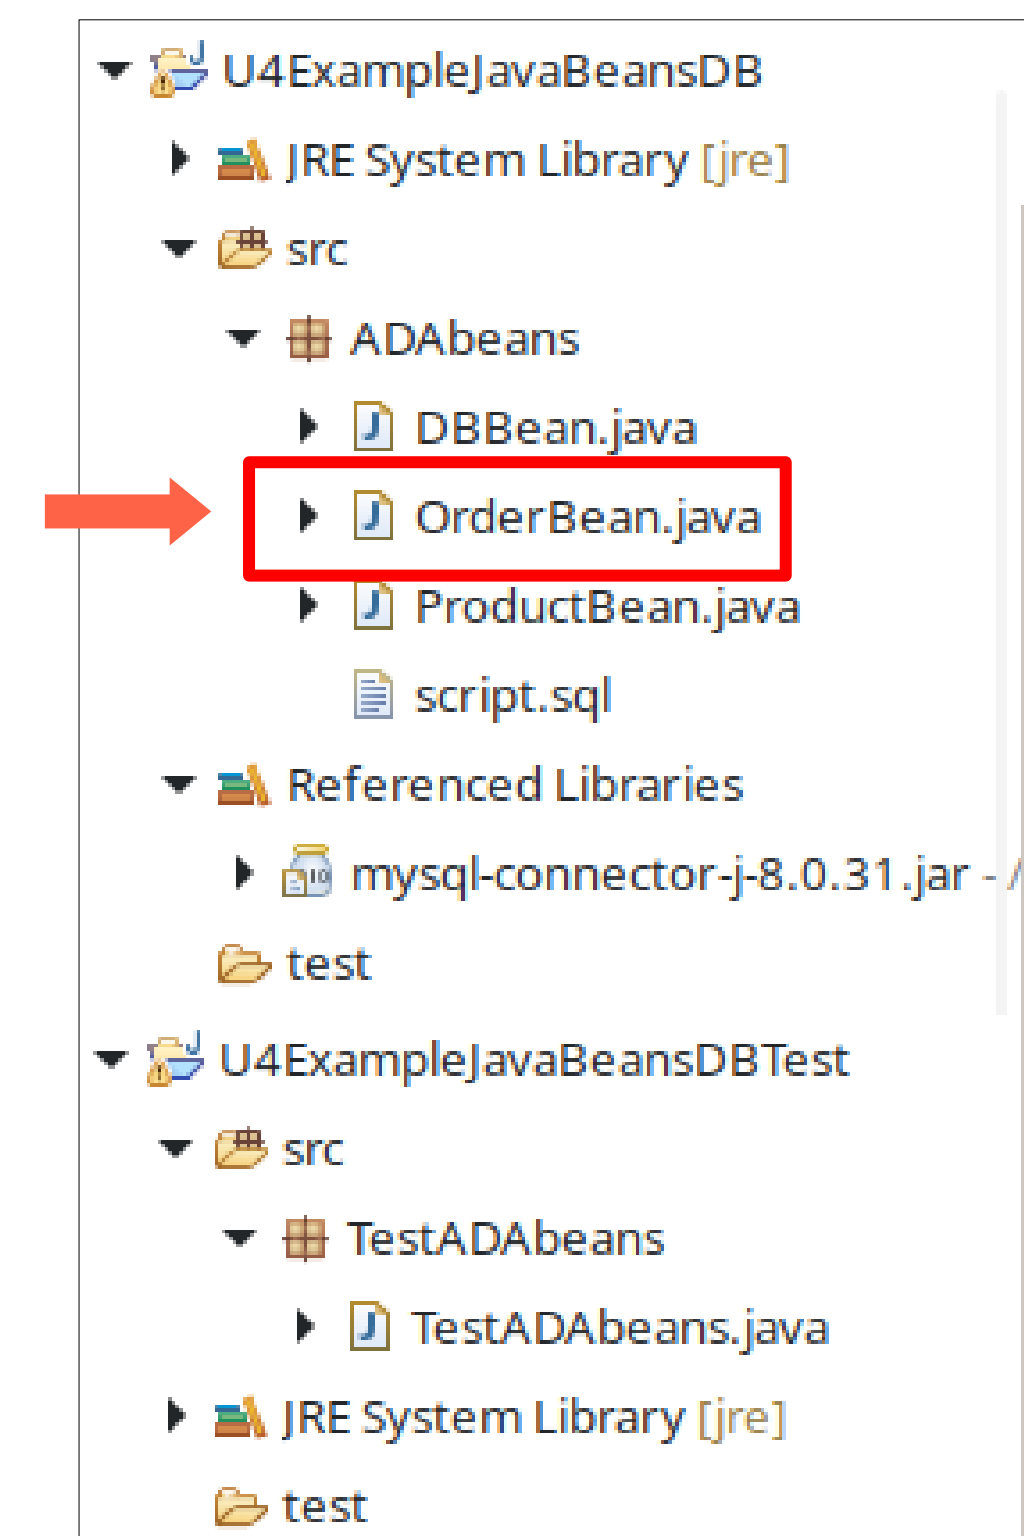 U4ExampleJavaBeansDB
JRE System Library [jre]
src
ADAbeans
DBBean.java
OrderBean.java
ProductBean.java
script.sql
Referenced Libraries
mysql-connector-j-8.0.31.jar - /
test
U4ExampleJavaBeansDBTest
src
TestADAbeans
TestADAbeans.java
JRE System Library [jre]
test